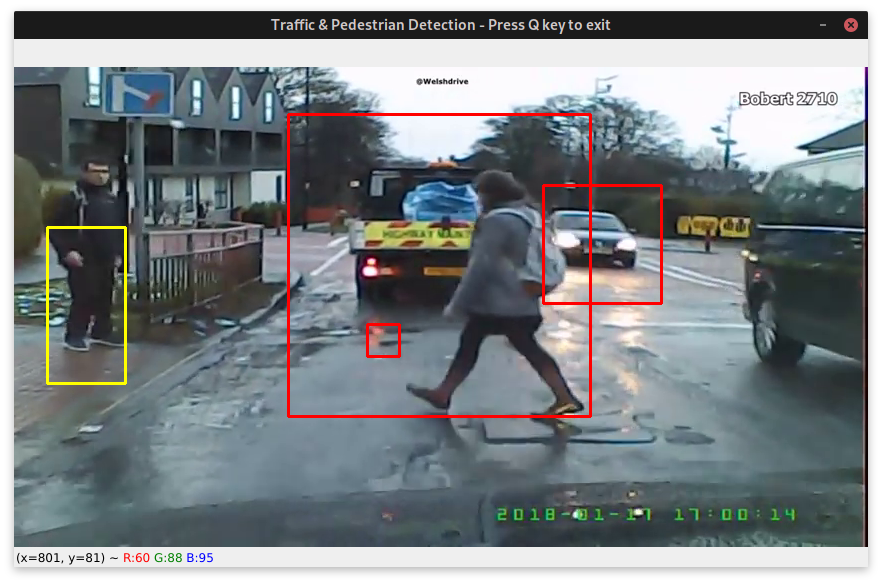 Traffic & Pedestrian Detection - Press Q key to exit
@Welshdrive
Bobert 2710
HIGHWAY MAIN
2018-01-17 17:00:14
(x=801, y=81) ~ R:60 G:88 B:95